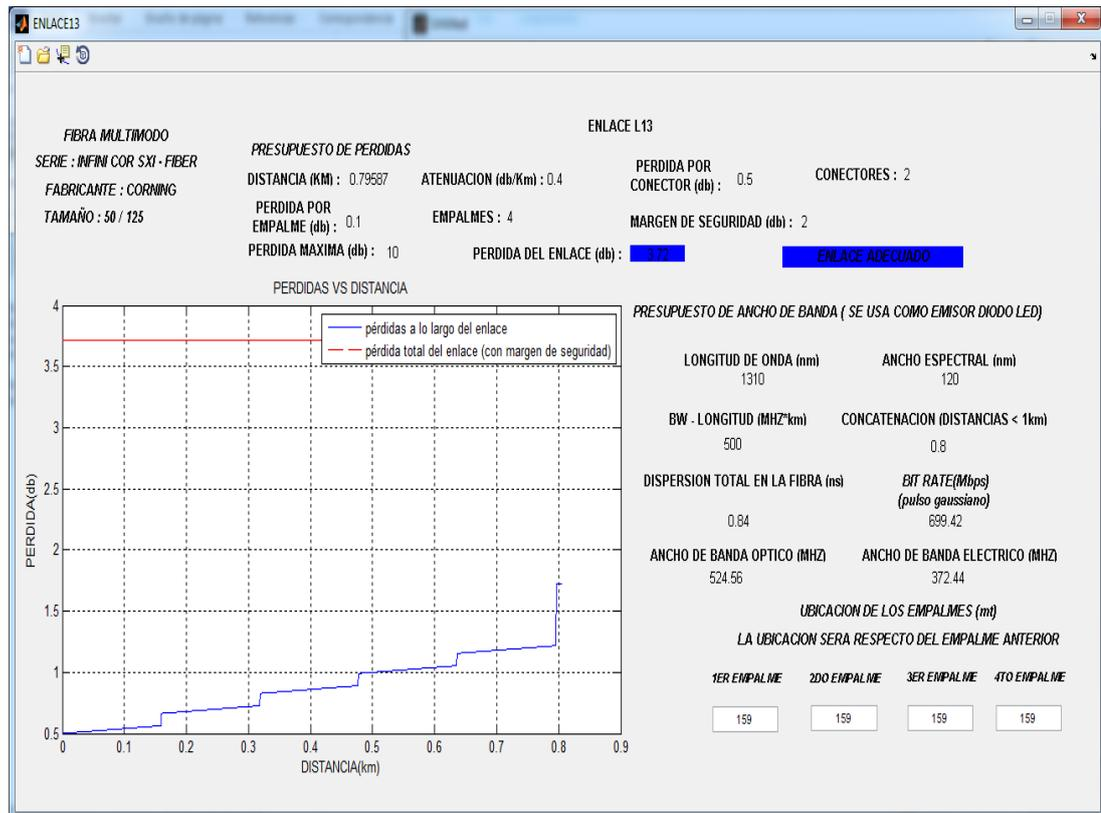 ENLACE13
ENLACE L13
FIBRA MULTIMODO
SERIE : INFINI COR SXI - FIBER
FABRICANTE : CORNING
TAMAÑO : 50 / 125
PRESUPUESTO DE PERDIDAS
DISTANCIA (KM) : 0.79587
ATENUACION (db/Km) : 0.4
PERDIDA POR
CONECTOR (db) : 0.5
CONECTORES : 2
PERDIDA POR
EMPALME (db) : 0.1
EMPALMES : 4
MARGEN DE SEGURIDAD (db) : 2
PERDIDA MAXIMA (db) : 10
PERDIDA DEL ENLACE (db) : 3.72
ENLACE ADECUADO
PERDIDAS VS DISTANCIA
pérdidas a lo largo del enlace
pérdida total del enlace (con margen de seguridad)
4
3.5
3
2.5
2
1.5
1
0.5
PERDIDA(db)
0 0.1 0.2 0.3 0.4 0.5 0.6 0.7 0.8 0.9
DISTANCIA(km)
PRESUPUESTO DE ANCHO DE BANDA ( SE USA COMO EMISOR DIODO LED)
LONGITUD DE ONDA (nm)
1310
ANCHO ESPECTRAL (nm)
120
BW - LONGITUD (MHZ*km)
500
CONCATENACION (DISTANCIAS < 1km)
0.8
DISPERSION TOTAL EN LA FIBRA (ns)
0.84
BIT RATE(Mbps)
(pulso gaussiano)
699.42
ANCHO DE BANDA OPTICO (MHZ)
524.56
ANCHO DE BANDA ELECTRICO (MHZ)
372.44
UBICACION DE LOS EMPALMES (mt)
LA UBICACION SERA RESPECTO DEL EMPALME ANTERIOR
1ER EMPALME 2DO EMPALME 3ER EMPALME 4TO EMPALME
159 159 159 159